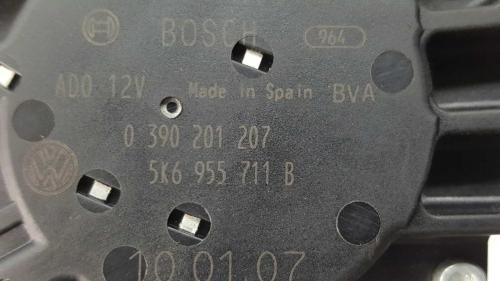 BOSCH 964
ADO 12V Made in Spain BVA
0 390 201 207
5K6 955 711 B
10.01.07